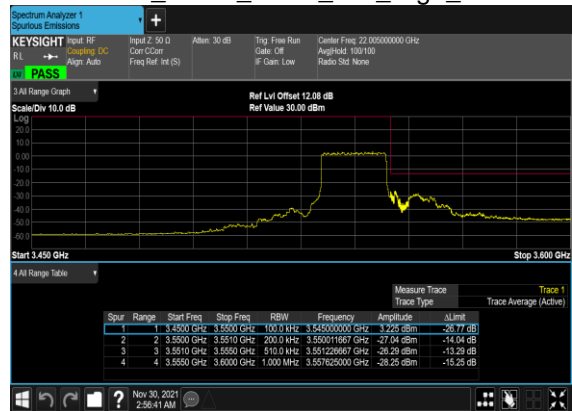 Spectrum Analyzer 1
Spurious Emissions
KEYSIGHT Input: RF Input Z: 50 Ω Atten: 30 dB Trig: Free Run Center Freq: 22.005000000 GHz
RL Coupling: DC Corr CCorr Gate: Off Avg|Hold: 100/100
Align: Auto Freq Ref: Int (S) IF Gain: Low Radio Std: None
PASS
3 All Range Graph Ref Lvl Offset 12.08 dB
Scale/Div 10.0 dB Ref Value 30.00 dBm
Log
20.0
10.0
0.00
-10.0
-20.0
-30.0
-40.0
-50.0
-60.0
Start 3.450 GHz Stop 3.600 GHz
4 All Range Table
Measure Trace Trace 1
Trace Type Trace Average (Active)
Spur Range Start Freq Stop Freq RBW Frequency Amplitude ΔLimit
1 1 3.4500 GHz 3.5500 GHz 100.0 kHz 3.545000000 GHz 3.225 dBm -26.77 dB
2 2 3.5500 GHz 3.5510 GHz 200.0 kHz 3.550011667 GHz -27.04 dBm -14.04 dB
3 3 3.5510 GHz 3.5550 GHz 510.0 kHz 3.551226667 GHz -26.29 dBm -13.29 dB
4 4 3.5550 GHz 3.6000 GHz 1.000 MHz 3.557625000 GHz -28.25 dBm -15.25 dB
Nov 30, 2021
2:56:41 AM